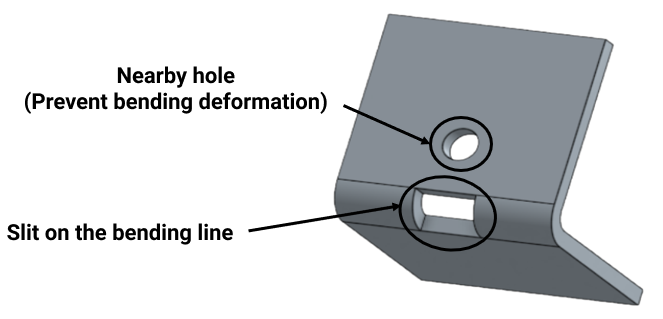 Nearby hole
(Prevent bending deformation)
Slit on the bending line